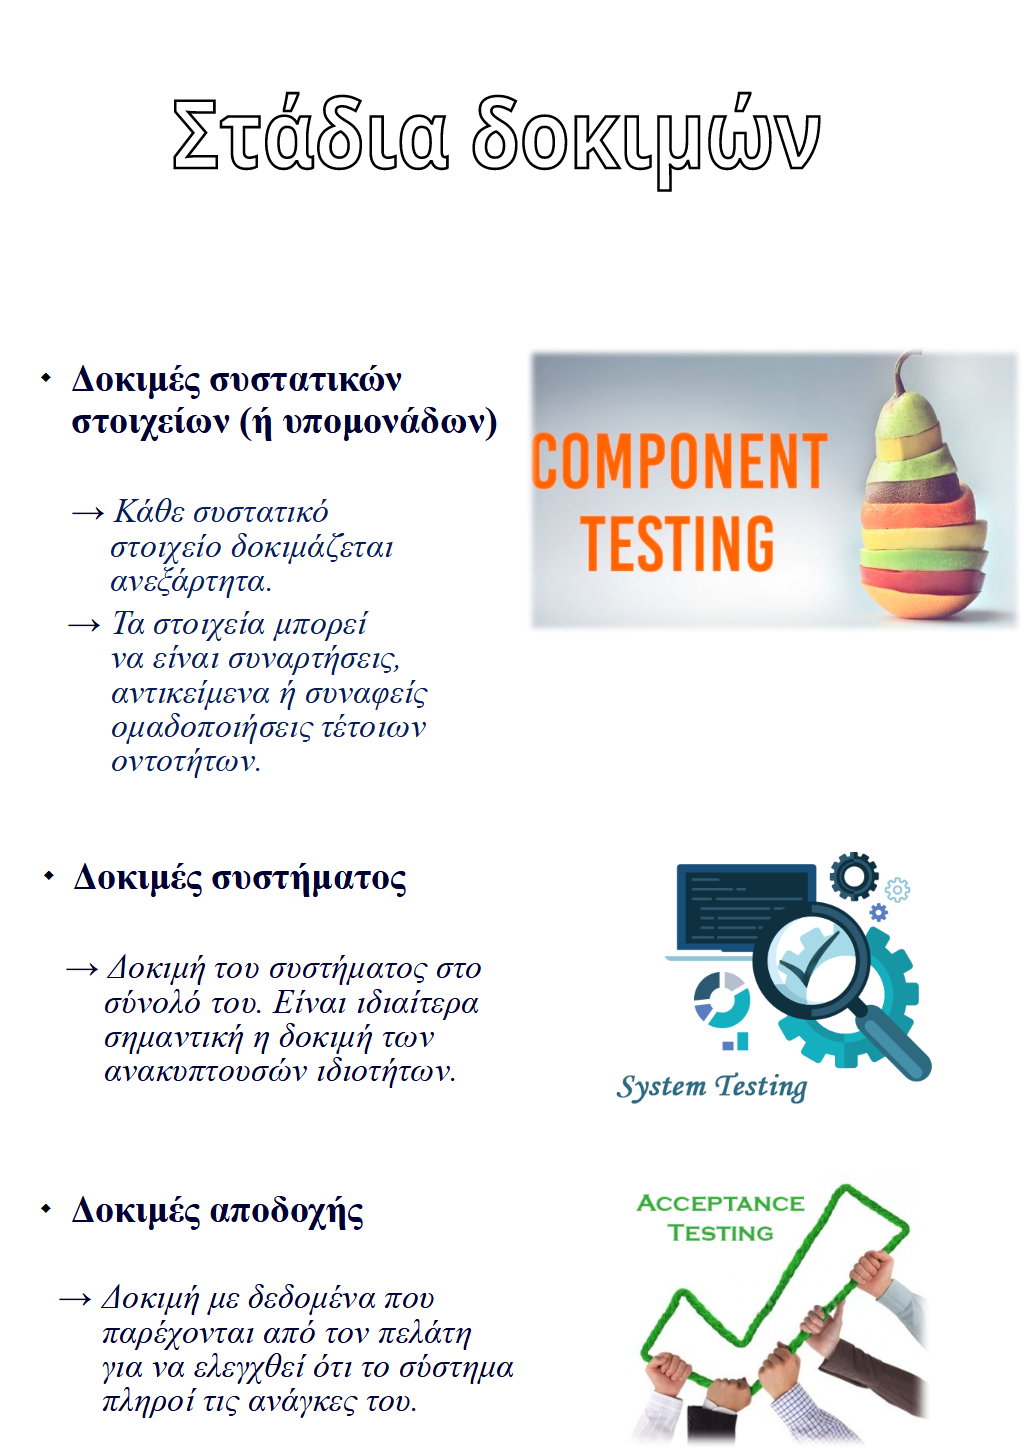 Στάδια δοκιμών
Δοκιμές συστατικών
στοιχείων (ή υπομονάδων)
→ Κάθε συστατικό
στοιχείο δοκιμάζεται
ανεξάρτητα.
→ Τα στοιχεία μπορεί
να είναι συναρτήσεις,
αντικείμενα ή συναφείς
ομαδοποιήσεις τέτοιων
οντοτήτων.
COMPONENT
TESTING
Δοκιμές συστήματος
→ Δοκιμή του συστήματος στο
σύνολό του. Είναι ιδιαίτερα
σημαντική η δοκιμή των
ανακυπτουσών ιδιοτήτων.
System Testing
Δοκιμές αποδοχής
→ Δοκιμή με δεδομένα που
παρέχονται από τον πελάτη
για να ελεγχθεί ότι το σύστημα
πληροί τις ανάγκες του.
ACCEPTANCE
TESTING